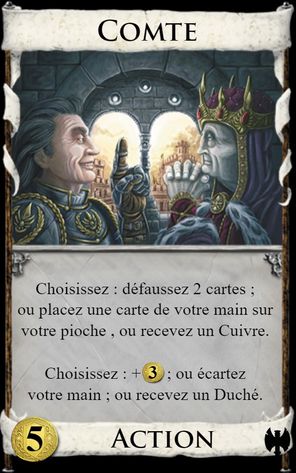 COMTE
Choisissez : défaussez 2 cartes ;
ou placez une carte de votre main sur
votre pioche , ou recevez un Cuivre.
Choisissez : + 3 ; ou écartez
votre main ; ou recevez un Duché.
5 ACTION